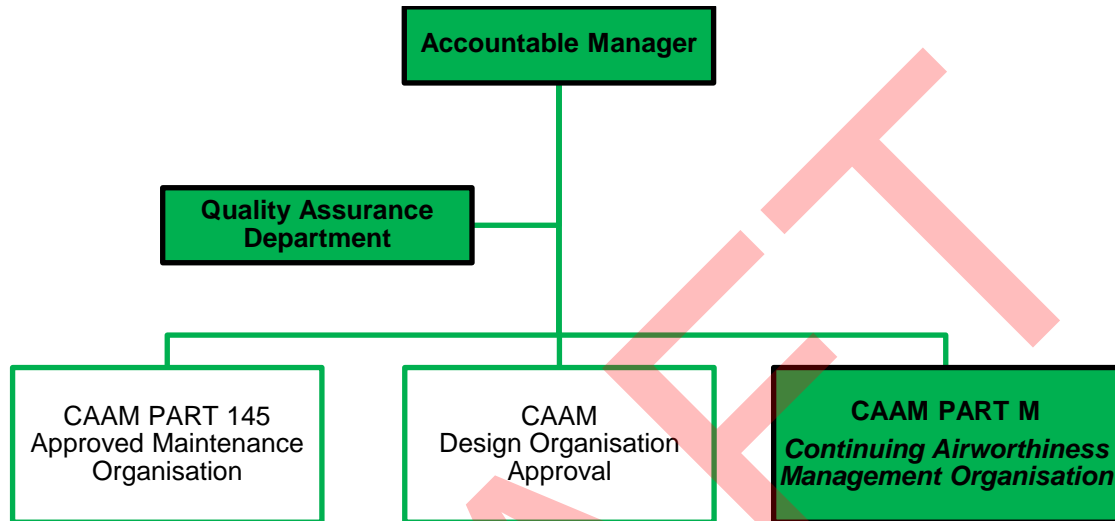 Accountable Manager
Quality Assurance
Department
CAAM PART 145
Approved Maintenance
Organisation
CAAM
Design Organisation
Approval
CAAM PART M
Continuing Airworthiness
Management Organisation